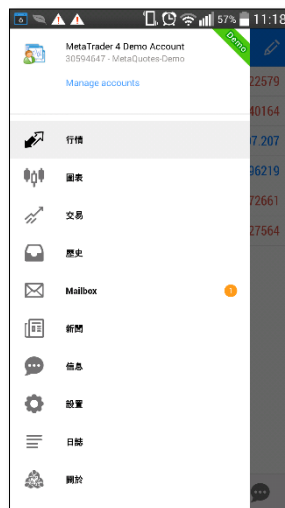 57% 11:18
MetaTrader 4 Demo Account
30594647 - MetaQuotes-Demo
Demo
Manage accounts
22579
40164
行情
7.207
圖表
96219
交易
72661
27564
歷史
Mailbox 1
新聞
信息
設置
日誌
關於